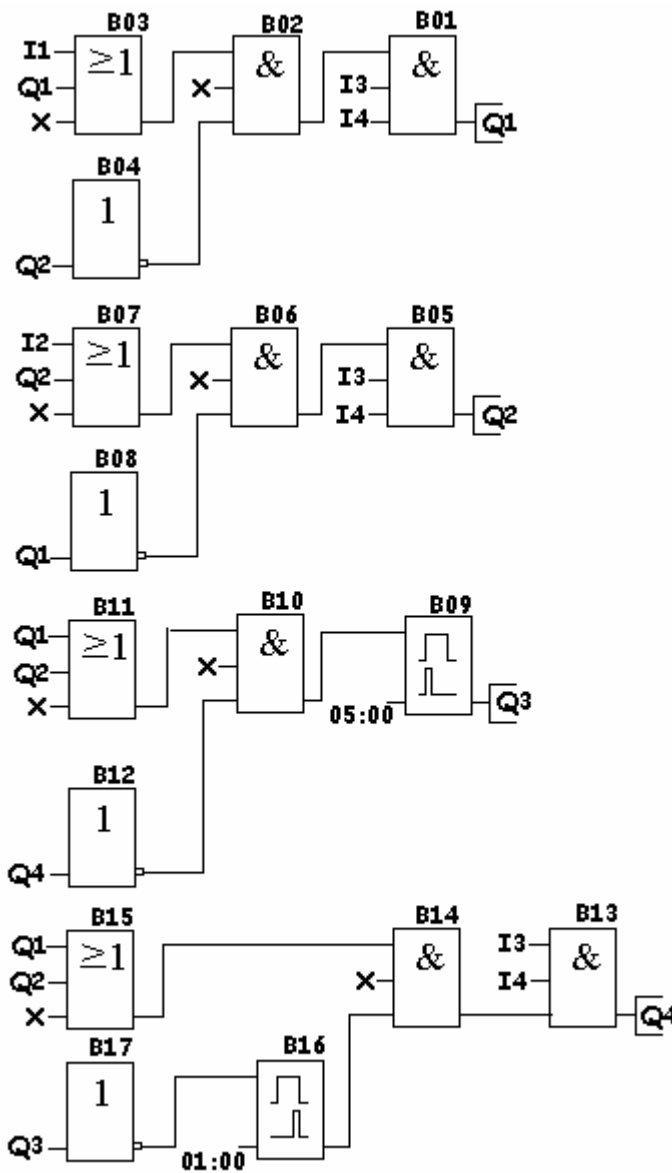 B03 B02 B01
I1 ≥1 & &
Q1 × I3
× I4 Q1
B04
1
Q2
B07 B06 B05
I2 ≥1 & &
Q2 × I3
× I4 Q2
B08
1
Q1
B11 B10 B09
Q1 ≥1 &
Q2 ×
× 05:00 Q3
B12
1
Q4
B15 B14 B13
Q1 ≥1 & I3 &
Q2 × I4
× Q4
B17 B16
1
Q3 01:00